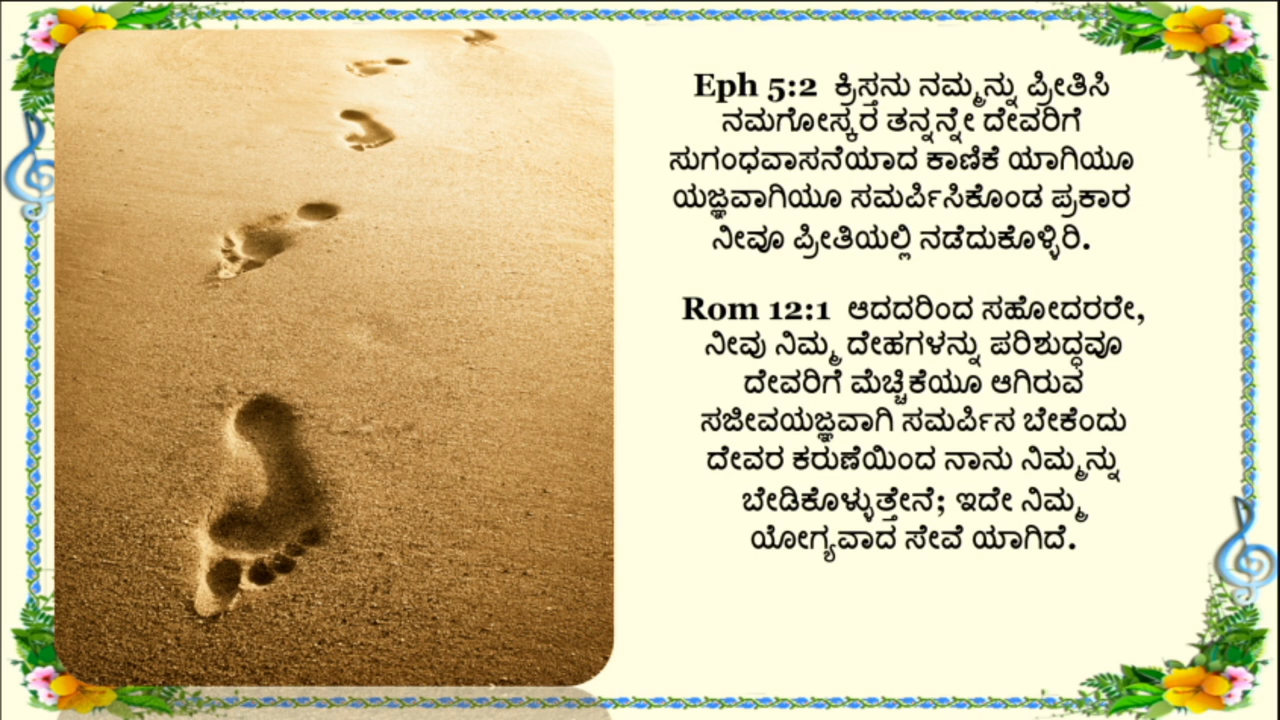 Eph 5:2 ಕ್ರಿಸ್ತನು ನಮ್ಮನ್ನು ಪ್ರೀತಿಸಿ
ನಮಗೋಸ್ಕರ ತನ್ನನ್ನೇ ದೇವರಿಗೆ
ಸುಗಂಧವಾಸನೆಯಾದ ಕಾಣಿಕೆ ಯಾಗಿಯೂ
ಯಜ್ಞವಾಗಿಯೂ ಸಮರ್ಪಿಸಿಕೊಂಡ ಪ್ರಕಾರ
ನೀವೂ ಪ್ರೀತಿಯಲ್ಲಿ ನಡೆದುಕೊಳ್ಳಿರಿ.
Rom 12:1 ಆದದರಿಂದ ಸಹೋದರರೇ,
ನೀವು ನಿಮ್ಮ ದೇಹಗಳನ್ನು ಪರಿಶುದ್ಧವೂ
ದೇವರಿಗೆ ಮೆಚ್ಚಿಕೆಯೂ ಆಗಿರುವ
ಸಜೀವಯಜ್ಞವಾಗಿ ಸಮರ್ಪಿಸ ಬೇಕೆಂದು
ದೇವರ ಕರುಣೆಯಿಂದ ನಾನು ನಿಮ್ಮನ್ನು
ಬೇಡಿಕೊಳ್ಳುತ್ತೇನೆ; ಇದೇ ನಿಮ್ಮ
ಯೋಗ್ಯವಾದ ಸೇವೆ ಯಾಗಿದೆ.